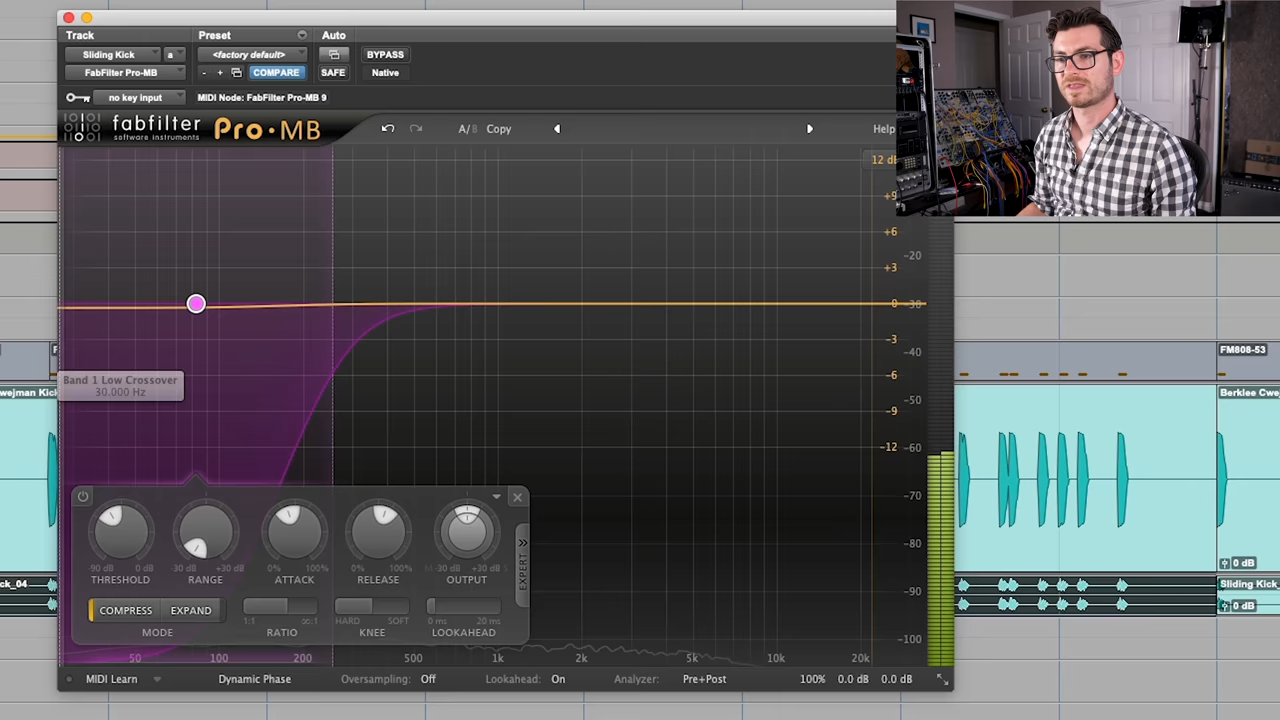 Track
Preset
Auto
Sliding Kick
a
<factory default>
BYPASS
FabFilter Pro-MB
- +
COMPARE
SAFE
Native
no key input
MIDI Node: FabFilter Pro-MB 9
fabfilter
software instruments
Pro·MB
A/B
Copy
Help
12 dB
+9
+6
-20
+3
0
-30
-3
-40
FM808-53
-6
Band 1 Low Crossover
30.000 Hz
wejman Kick
-50
Berklee Cwejman
-9
-12
-60
-70
-90 dB
0 dB
-30 dB
+30 dB
0%
100%
0%
100%
-30 dB
+30 dB
THRESHOLD
RANGE
ATTACK
RELEASE
OUTPUT
EXPERT
-80
0 dB
ck_04
Sliding Kick_
-90
COMPRESS
EXPAND
1:1
∞:1
HARD
SOFT
0 ms
20 ms
0 dB
MODE
RATIO
KNEE
LOOKAHEAD
-100
50
100
200
500
1k
2k
5k
10k
20k
MIDI Learn
Dynamic Phase
Oversampling:
Off
Lookahead:
On
Analyzer:
Pre+Post
100%
0.0 dB
0.0 dB